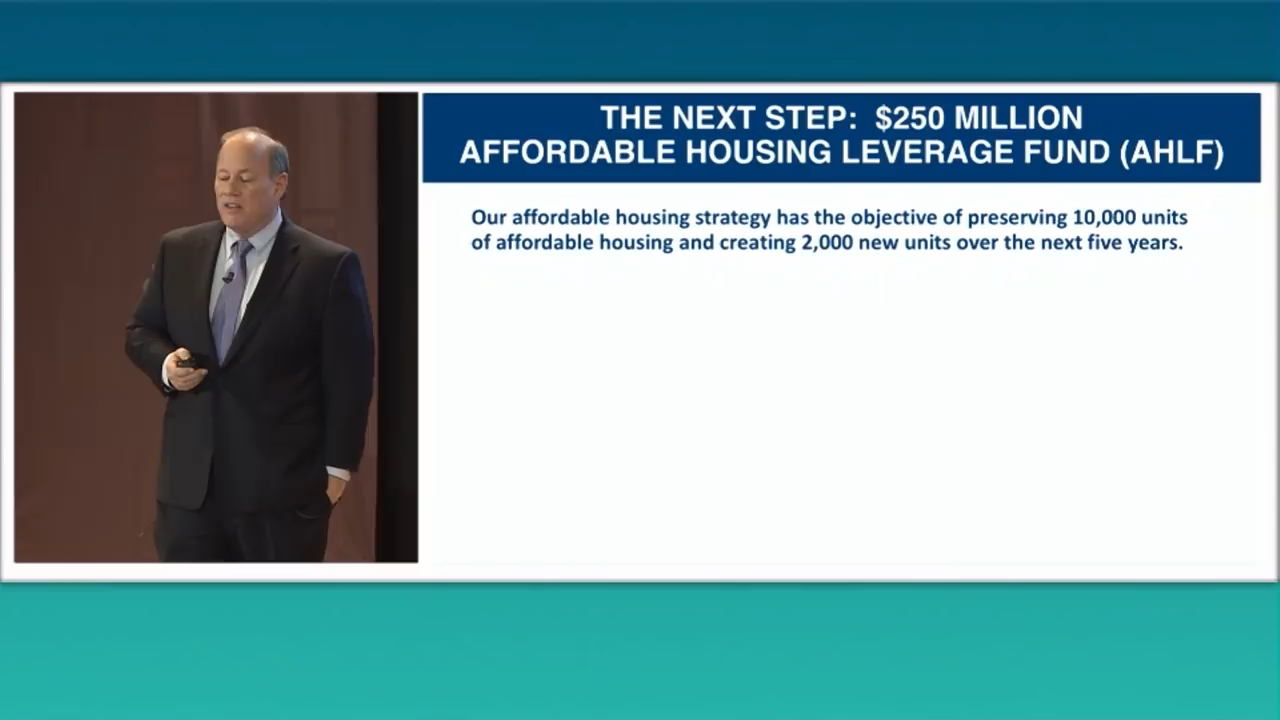 THE NEXT STEP: $250 MILLION
AFFORDABLE HOUSING LEVERAGE FUND (AHLF)
Our affordable housing strategy has the objective of preserving 10,000 units
of affordable housing and creating 2,000 new units over the next five years.